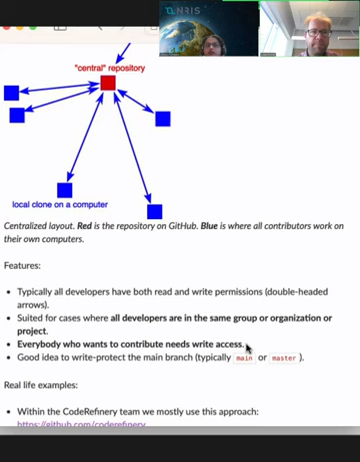 NRIS
"central" repository
local clone on a computer
Centralized layout. Red is the repository on GitHub. Blue is where all contributors work on
their own computers.
Features:
Typically all developers have both read and write permissions (double-headed
arrows).
Suited for cases where all developers are in the same group or organization or
project.
Everybody who wants to contribute needs write access.
Good idea to write-protect the main branch (typically main or master ).
Real life examples:
Within the CodeRefinery team we mostly use this approach:
https://github.com/coderefinery